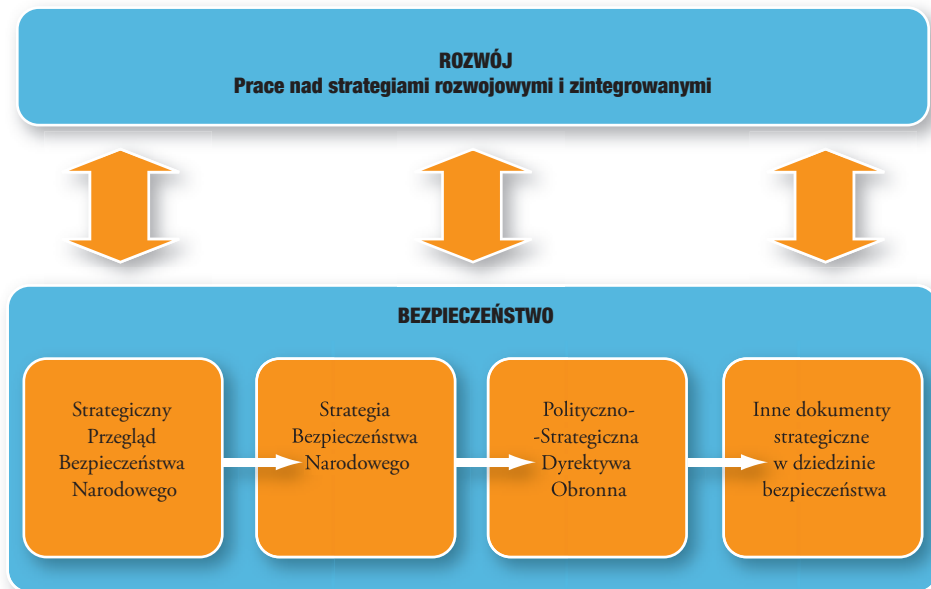 ROZWÓJ
Prace nad strategiami rozwojowymi i zintegrowanymi
BEZPIECZEŃSTWO
Strategiczny
Przegląd
Bezpieczeństwa
Narodowego
Strategia
Bezpieczeństwa
Narodowego
Polityczno-
-Strategiczna
Dyrektywa
Obronna
Inne dokumenty
strategiczne
w dziedzinie
bezpieczeństwa